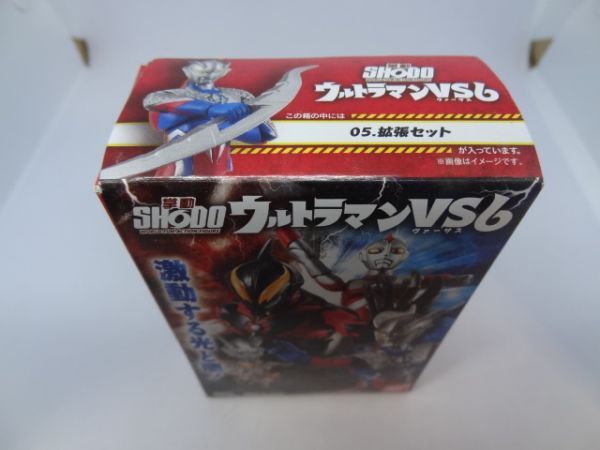 掌動
SHODO
ウルトラマンVS6
ヴァーサス
この箱の中には
05.拡張セット
が入っています。
※画像はイメージです。
掌動
SHODO
ウルトラマンVS6
ヴァーサス
激動する光と闇